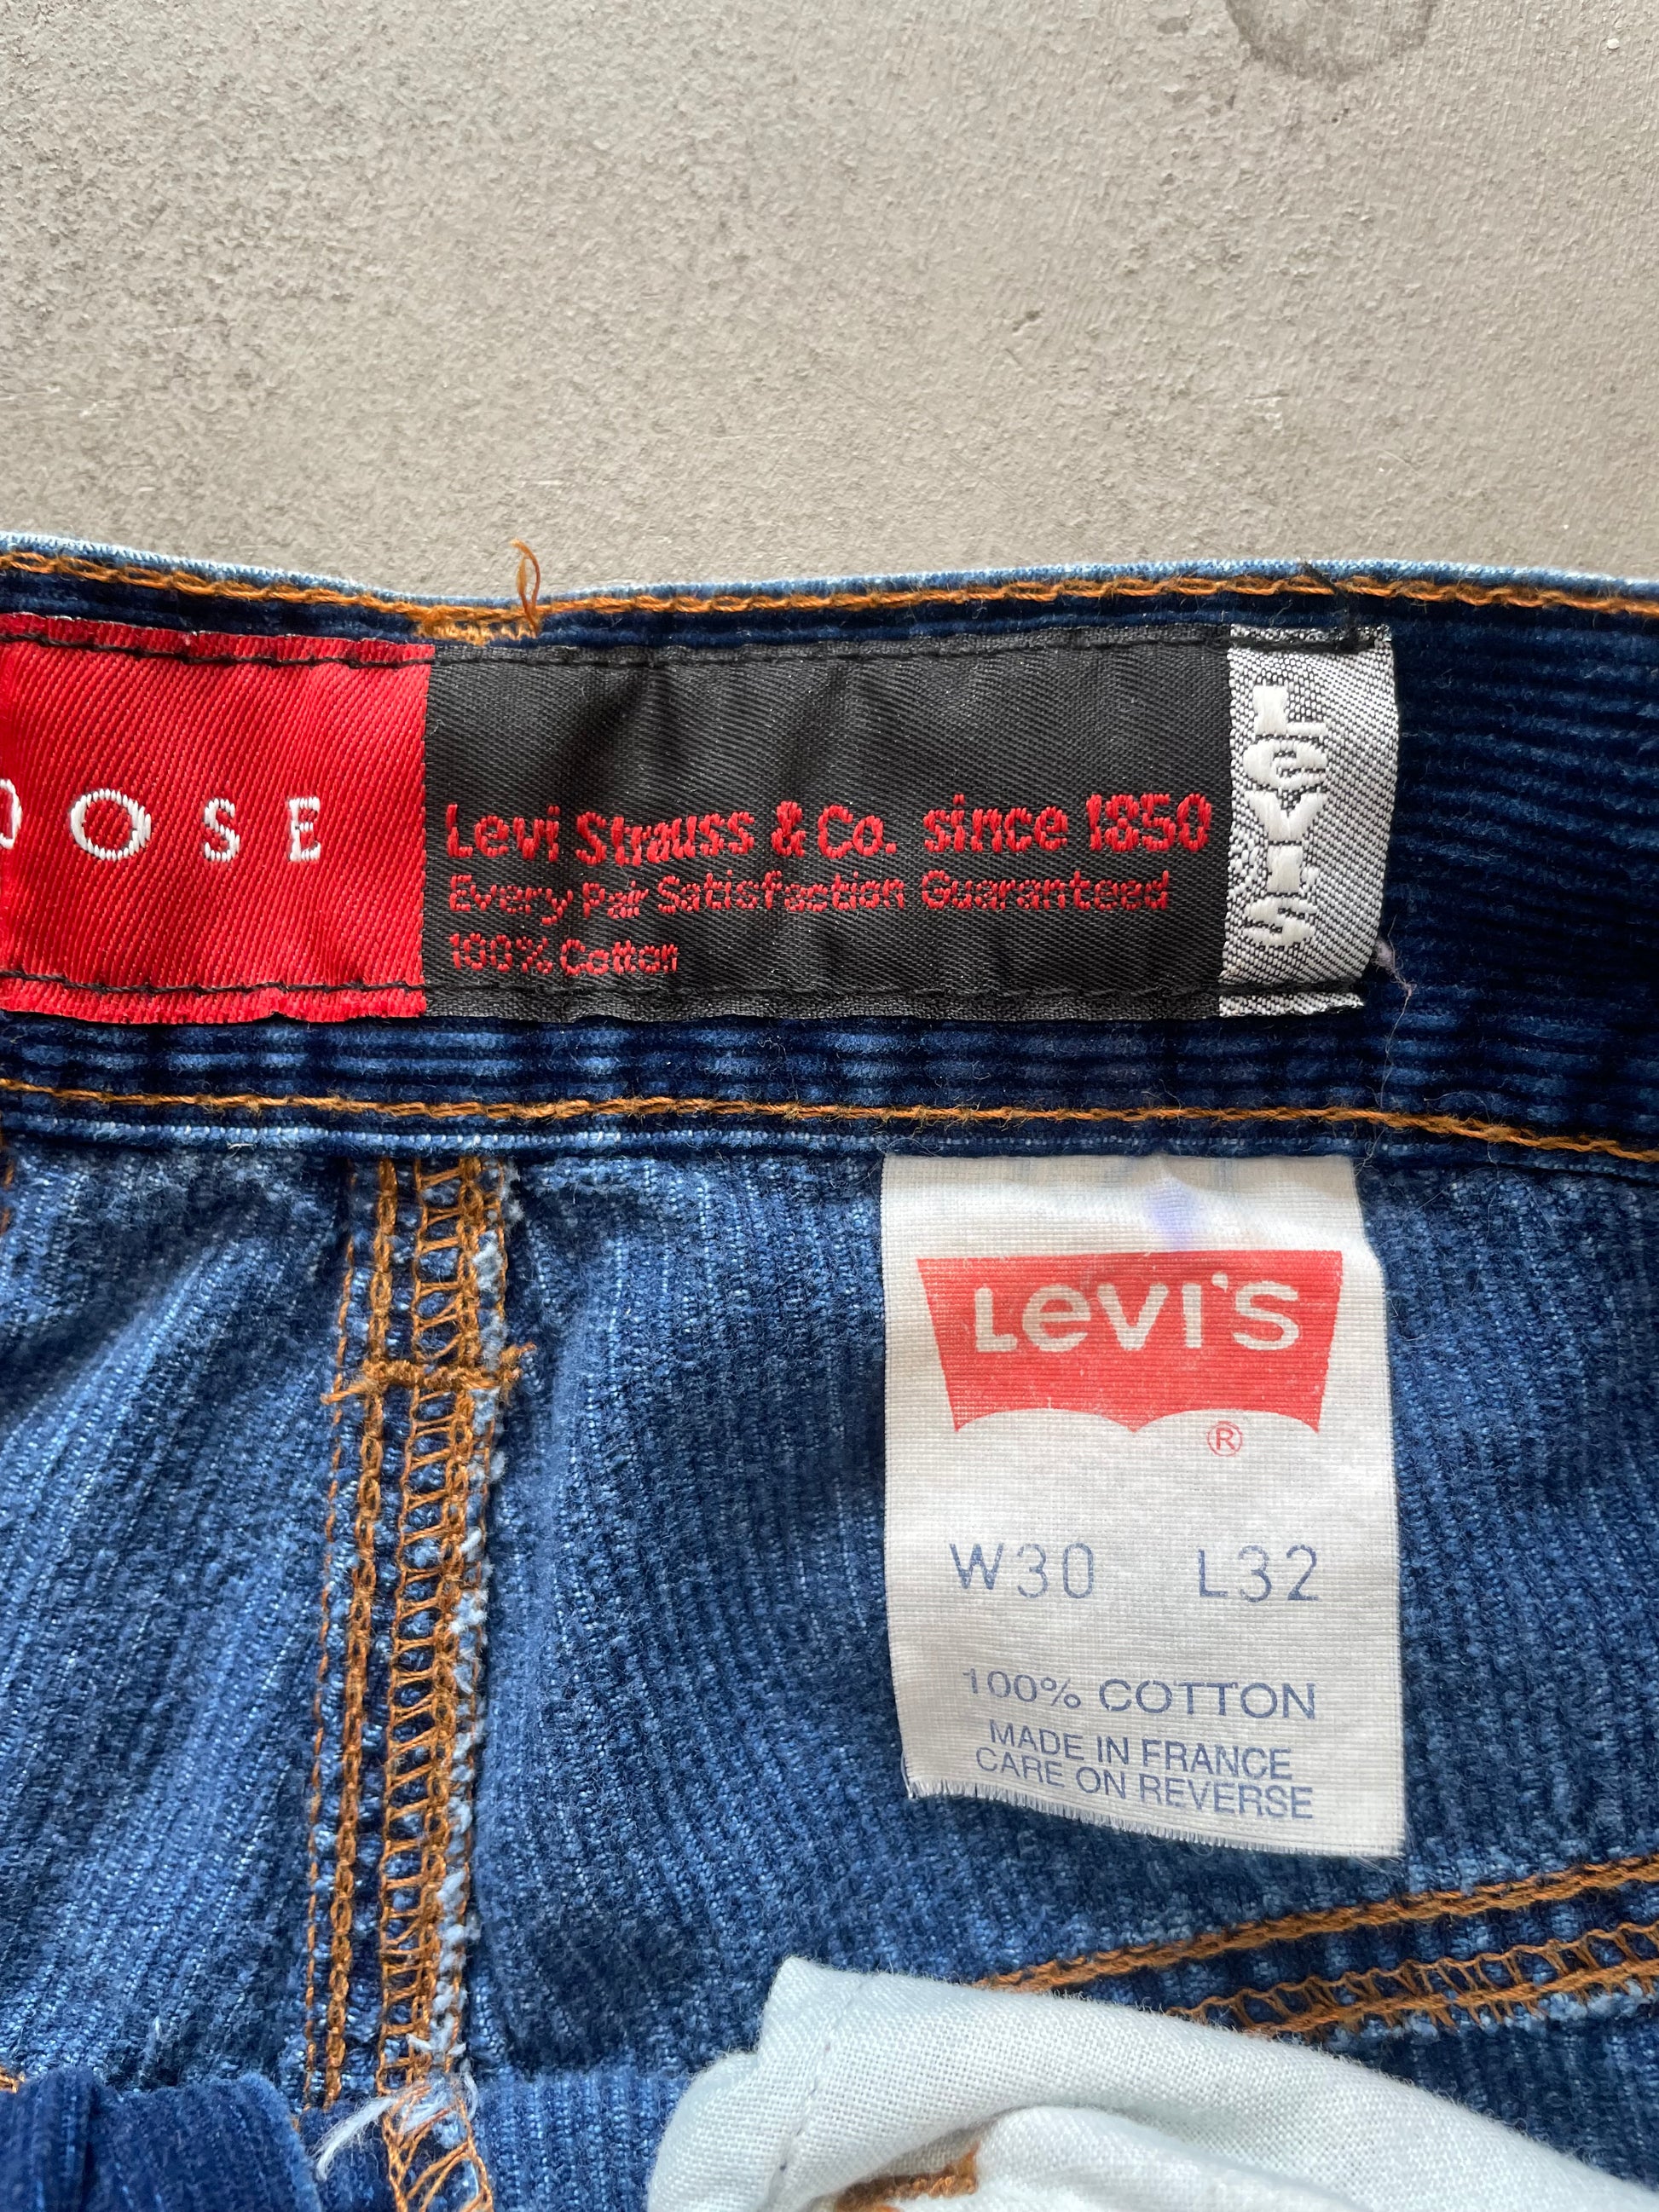 OOSE
Levi Strauss & Co. since 1850
Every Pair Satisfaction Guaranteed
100% Cotton
LeVI'S
LeVI'S
®
W30 L32
100% COTTON
MADE IN FRANCE
CARE ON REVERSE